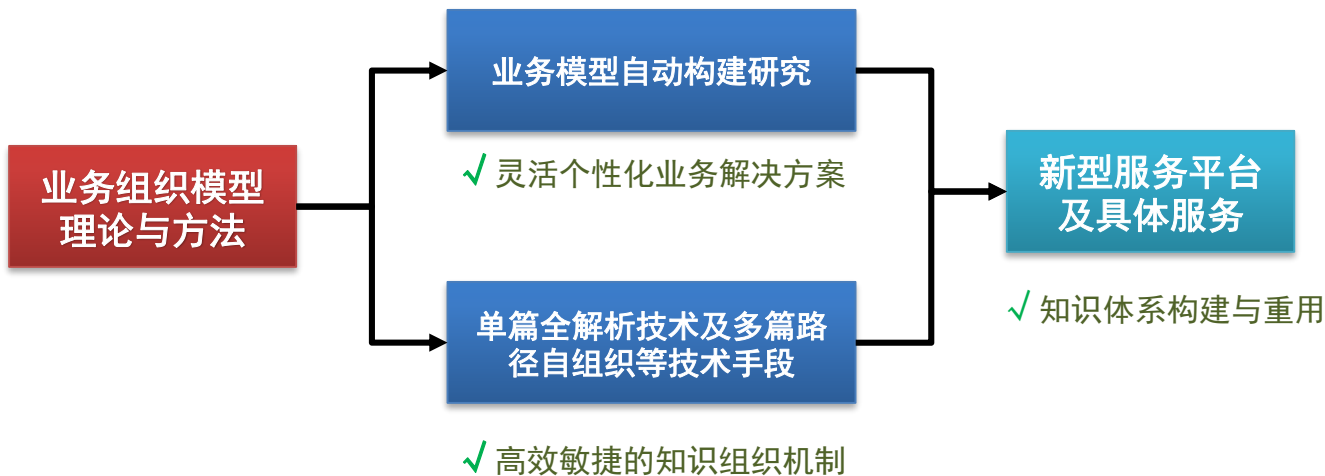 业务组织模型
理论与方法
业务模型自动构建研究
√ 灵活个性化业务解决方案
单篇全解析技术及多篇路
径自组织等技术手段
√ 高效敏捷的知识组织机制
新型服务平台
及具体服务
√ 知识体系构建与重用